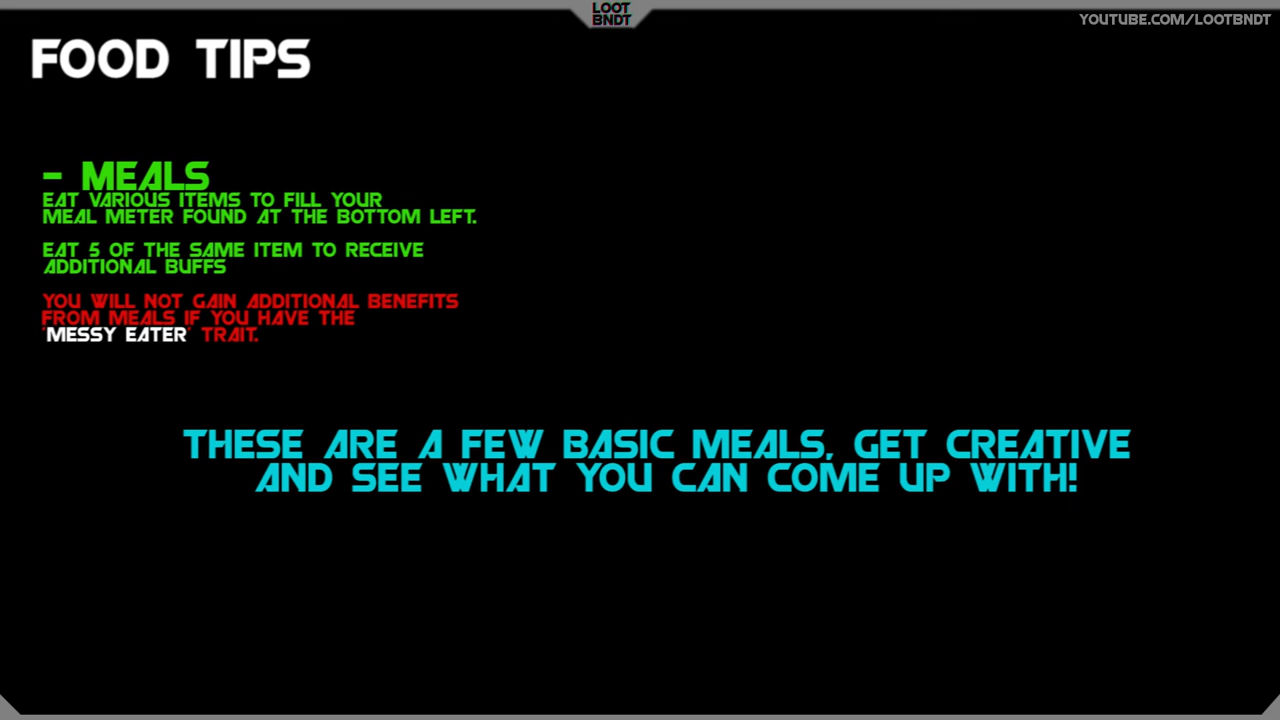 LOOT
BNDT
YOUTUBE.COM/LOOTBNDT
FOOD TIPS
- MEALS
EAT VARIOUS ITEMS TO FILL YOUR
MEAL METER FOUND AT THE BOTTOM LEFT.
EAT 5 OF THE SAME ITEM TO RECEIVE
ADDITIONAL BUFFS
YOU WILL NOT GAIN ADDITIONAL BENEFITS
FROM MEALS IF YOU HAVE THE
'MESSY EATER' TRAIT.
THESE ARE A FEW BASIC MEALS, GET CREATIVE
AND SEE WHAT YOU CAN COME UP WITH!